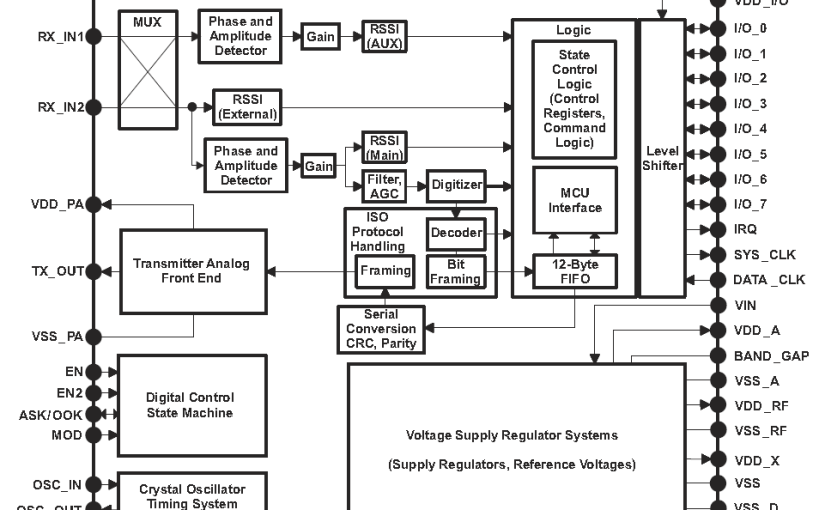 VDD_I/O
MUX
RX_IN1
Phase and
Amplitude
Detector
Gain
RSSI
(AUX)
Logic
I/O_0
State
Control
Logic
(Control
Registers,
Command
Logic)
I/O_1
I/O_2
RX_IN2
RSSI
(External)
I/O_3
I/O_4
Phase and
Amplitude
Detector
Gain
RSSI
(Main)
Level
Shifter
I/O_5
Filter,
AGC
Digitizer
I/O_6
MCU
Interface
VDD_PA
I/O_7
ISO
Protocol
Handling
Decoder
IRQ
SYS_CLK
TX_OUT
Transmitter Analog
Front End
Framing
Bit
Framing
12-Byte
FIFO
DATA_CLK
VIN
Serial
Conversion
CRC, Parity
VSS_PA
VDD_A
BAND_GAP
EN
EN2
ASK/OOK
MOD
Digital Control
State Machine
VSS_A
VDD_RF
VSS_RF
Voltage Supply Regulator Systems
(Supply Regulators, Reference Voltages)
VDD_X
OSC_IN
VSS
Crystal Oscillator
Timing System
OSC_OUT
VSS_D